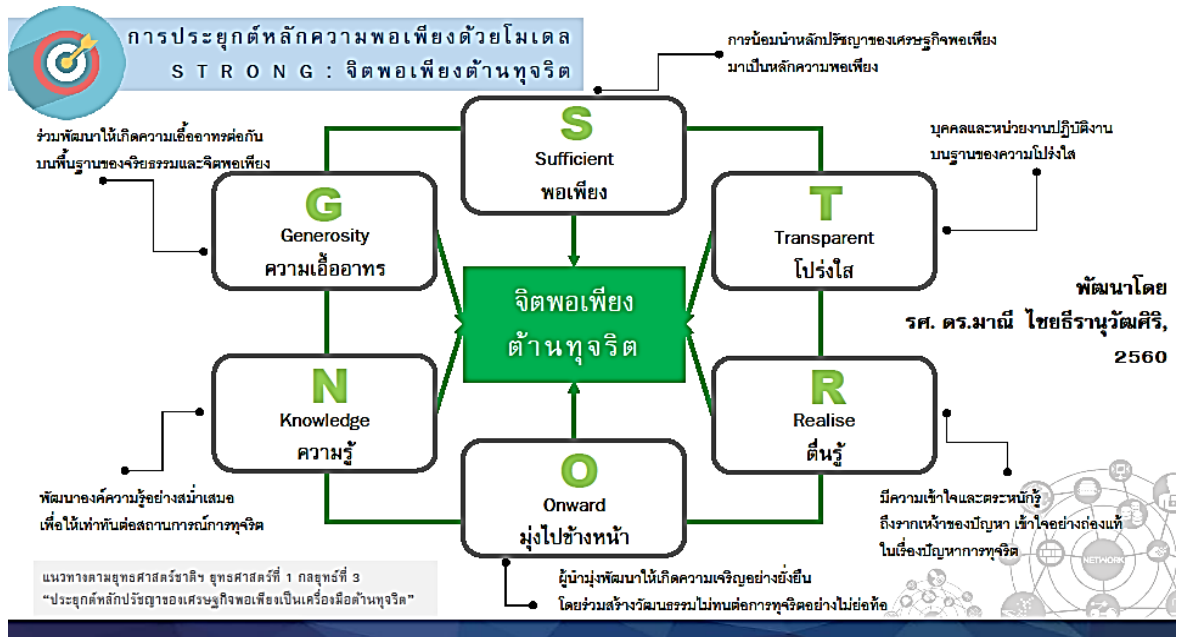 การประยุกต์หลักความพอเพียงด้วยโมเดล
STRONG : จิตพอเพียงต้านทุจริต
การน้อมนำหลักปรัชญาของเศรษฐกิจพอเพียง
มาเป็นหลักความพอเพียง
S
Sufficient
พอเพียง
บุคคลและหน่วยงานปฏิบัติงาน
บนฐานของความโปร่งใส
T
Transparent
โปร่งใส
ร่วมพัฒนาให้เกิดความเอื้ออาทรต่อกัน
บนพื้นฐานของจริยธรรมและจิตพอเพียง
G
Generosity
ความเอื้ออาทร
จิตพอเพียง
ต้านทุจริต
พัฒนาโดย
รศ. ดร.มาณี ไชยธีรานุวัฒศิริ,
2560
N
Knowledge
ความรู้
R
Realise
ตื่นรู้
O
Onward
มุ่งไปข้างหน้า
พัฒนาองค์ความรู้อย่างสม่ำเสมอ
เพื่อให้เท่าทันต่อสถานการณ์การทุจริต
มีความเข้าใจและตระหนักรู้
ถึงรากเหง้าของปัญหา เข้าใจอย่างถ่องแท้
ในเรื่องปัญหาการทุจริต
NETWORK
แนวทางตามยุทธศาสตร์ชาติฯ ยุทธศาสตร์ที่ 1 กลยุทธ์ที่ 3
“ประยุกต์หลักปรัชญาของเศรษฐกิจพอเพียงเป็นเครื่องมือต้านทุจริต”
ผู้นำมุ่งพัฒนาให้เกิดความเจริญอย่างยั่งยืน
โดยร่วมสร้างวัฒนธรรมไม่ทนต่อการทุจริตอย่างไม่ย่อท้อ